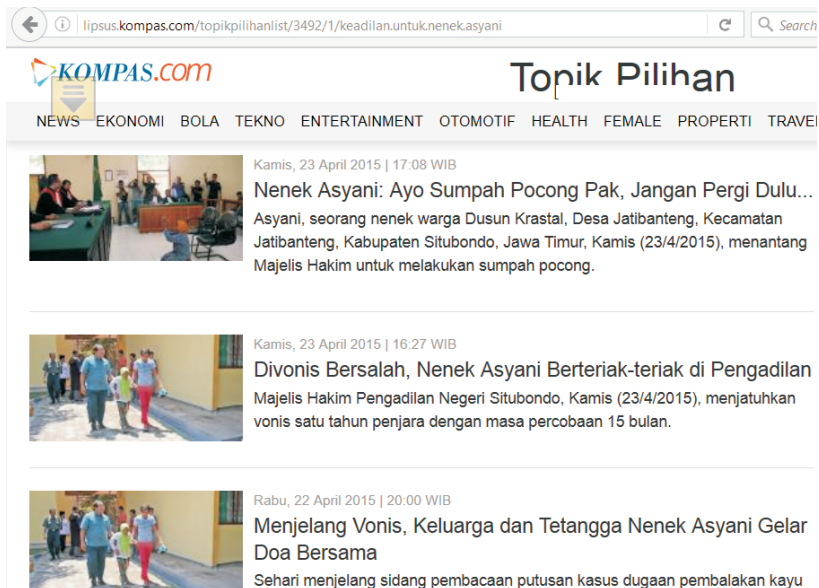 lipsus.kompas.com/topikpilihanlist/3492/1/keadilan.untuk.nenek.asyani
Search
KOMPAS.com
Topik Pilihan
NEWS EKONOMI BOLA TEKNO ENTERTAINMENT OTOMOTIF HEALTH FEMALE PROPERTI TRAVEL
Kamis, 23 April 2015 | 17:08 WIB
Nenek Asyani: Ayo Sumpah Pocong Pak, Jangan Pergi Dulu...
Asyani, seorang nenek warga Dusun Krastal, Desa Jatibanteng, Kecamatan
Jatibanteng, Kabupaten Situbondo, Jawa Timur, Kamis (23/4/2015), menantang
Majelis Hakim untuk melakukan sumpah pocong.
Kamis, 23 April 2015 | 16:27 WIB
Divonis Bersalah, Nenek Asyani Berteriak-teriak di Pengadilan
Majelis Hakim Pengadilan Negeri Situbondo, Kamis (23/4/2015), menjatuhkan
vonis satu tahun penjara dengan masa percobaan 15 bulan.
Rabu, 22 April 2015 | 20:00 WIB
Menjelang Vonis, Keluarga dan Tetangga Nenek Asyani Gelar
Doa Bersama
Sehari menjelang sidang pembacaan putusan kasus dugaan pembalakan kayu